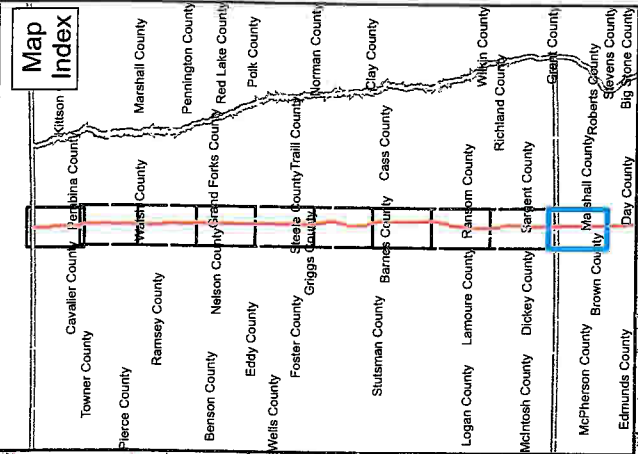 Map
Index
Kittson County
Marshall County
Pennington County
Red Lake County
Polk County
Norman County
Clay County
Wilkin County
Richland County
Grant County
Roberts County
Stevens County
Big Stone County
Pembina County
Walsh County
Grand Forks County
Traill County
Steele County
Griggs County
Cass County
Barnes County
Ransom County
Sargent County
Marshall County
Day County
Cavalier County
Towner County
Pierce County
Ramsey County
Nelson County
Benson County
Eddy County
Wells County
Foster County
Stutsman County
Lamoure County
Logan County
Dickey County
McIntosh County
Brown County
McPherson County
Edmunds County